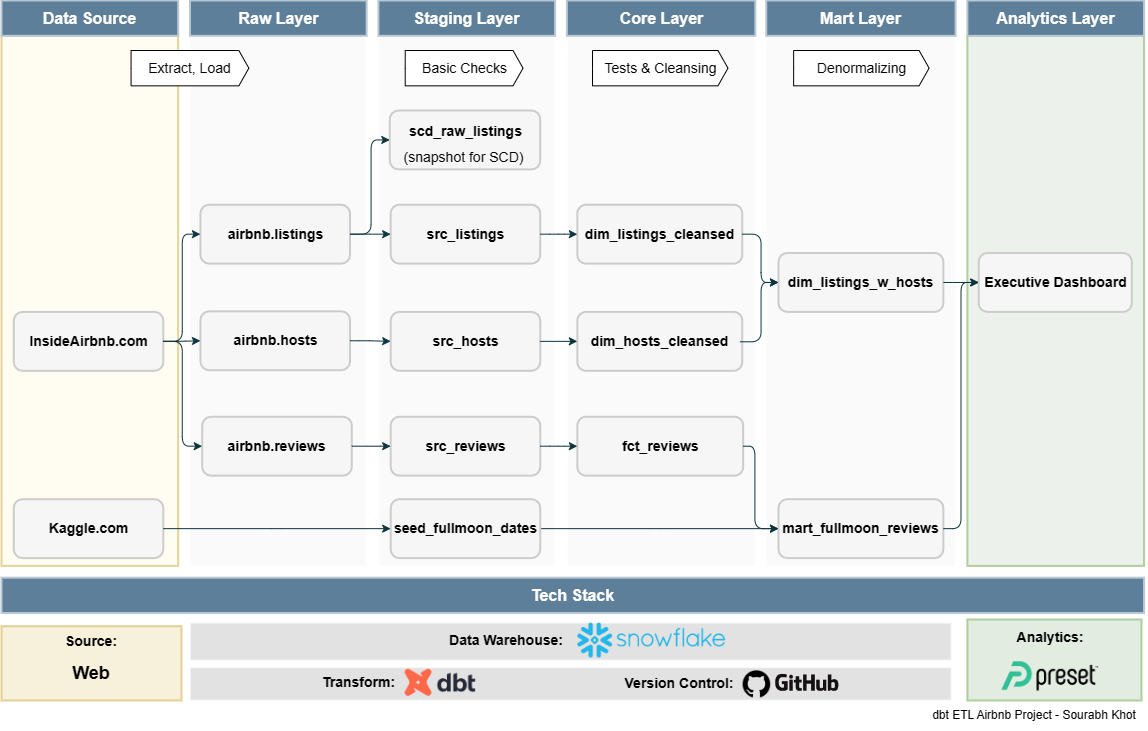 Data Source
Raw Layer
Staging Layer
Core Layer
Mart Layer
Analytics Layer
Extract, Load
Basic Checks
Tests & Cleansing
Denormalizing
scd_raw_listings
(snapshot for SCD)
airbnb.listings
src_listings
dim_listings_cleansed
dim_listings_w_hosts
Executive Dashboard
InsideAirbnb.com
airbnb.hosts
src_hosts
dim_hosts_cleansed
airbnb.reviews
src_reviews
fct_reviews
Kaggle.com
seed_fullmoon_dates
mart_fullmoon_reviews
Tech Stack
Source:
Web
Data Warehouse: snowflake
Transform: dbt
Version Control: GitHub
Analytics:
preset
dbt ETL Airbnb Project - Sourabh Khot